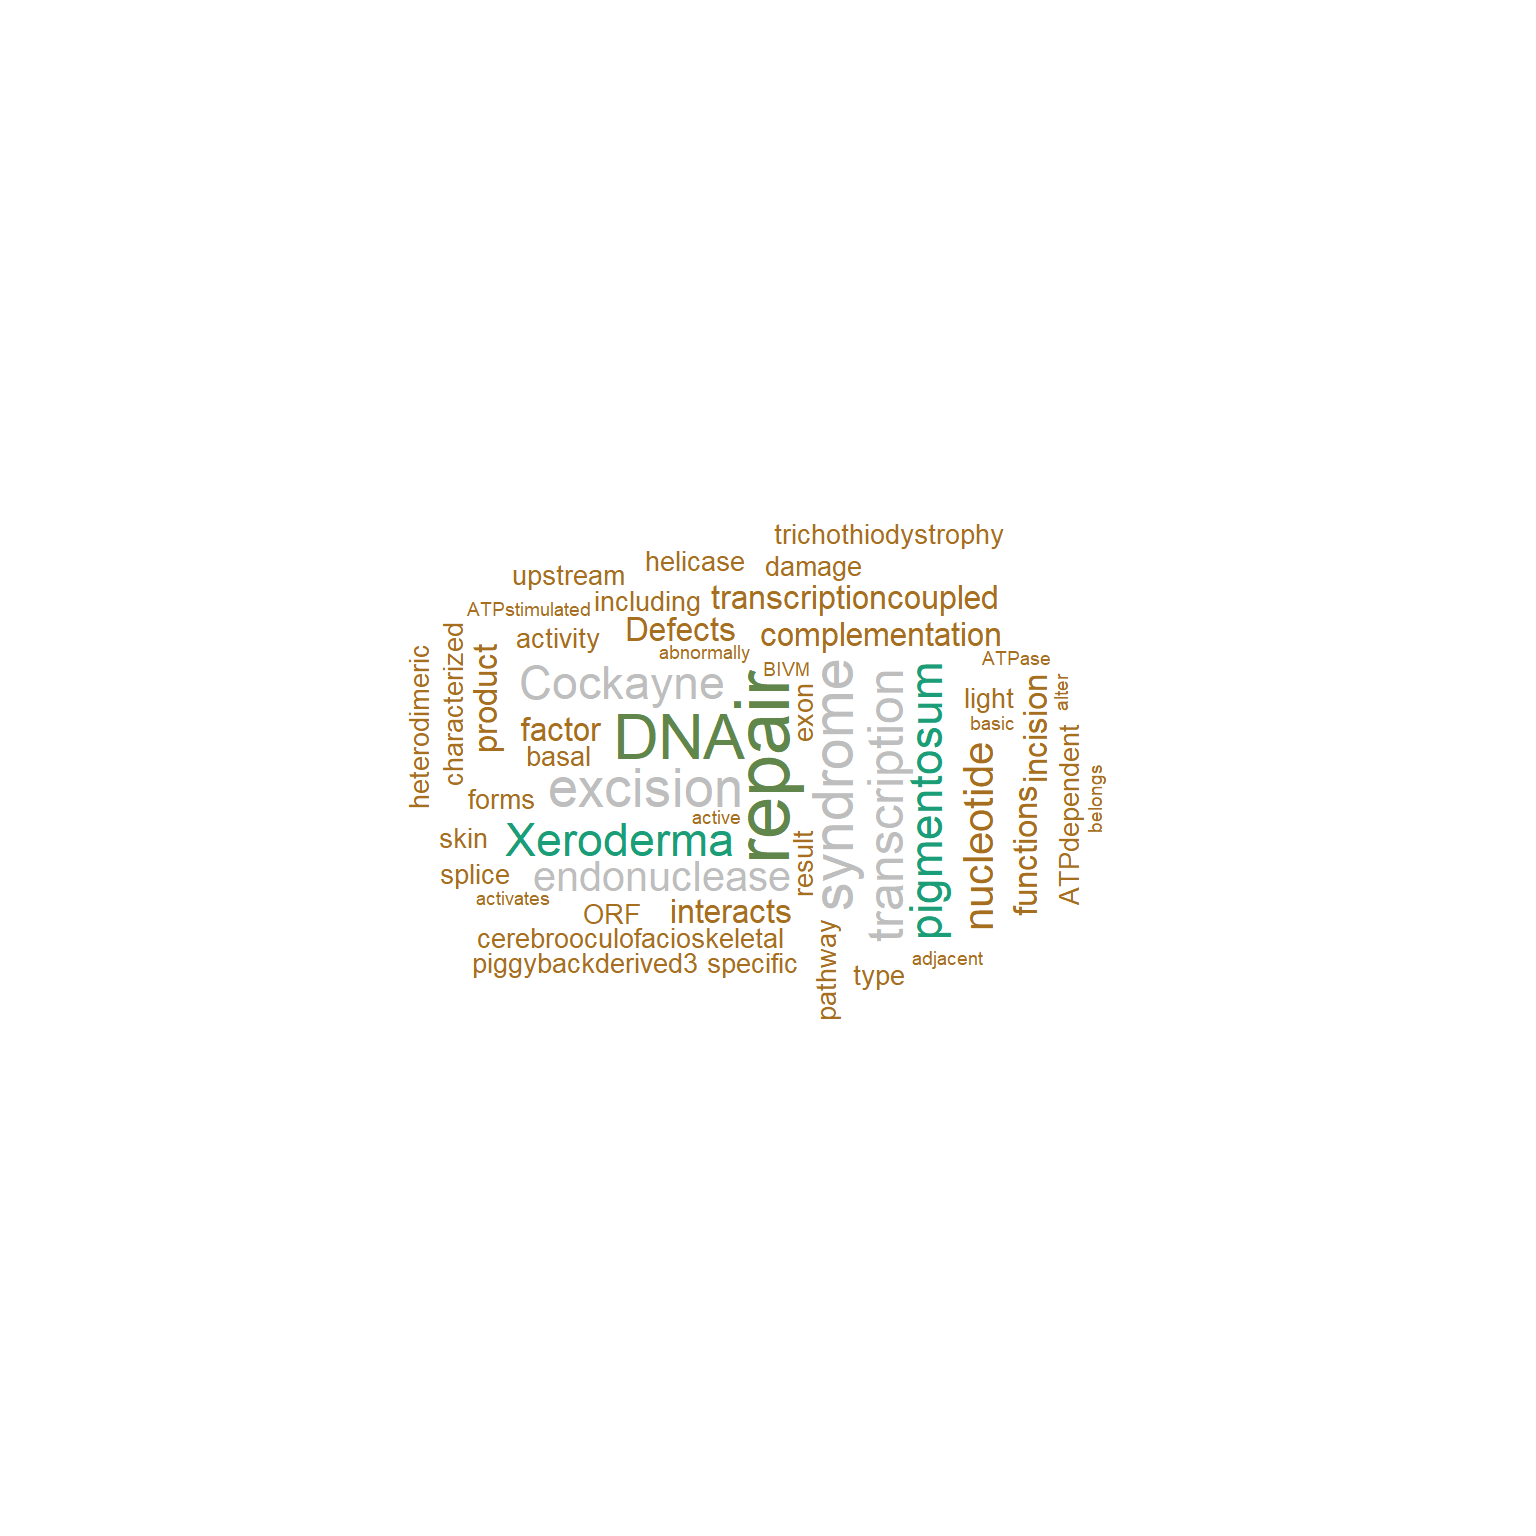 trichothiodystrophy
helicase
damage
upstream
ATPstimulated
including
transcriptioncoupled
activity
Defects
complementation
abnormally
BIVM
ATPase
heterodimeric
characterized
product
Cockayne
repair
exon
syndrome
transcription
pigmentosum
light
incision
alter
factor
DNA
basic
basal
nucleotide
ATPdependent
belongs
excision
forms
functions
active
skin
Xeroderma
result
splice
endonuclease
activates
ORF
interacts
cerebrooculofacioskeletal
pathway
piggybackderived3
specific
type
adjacent